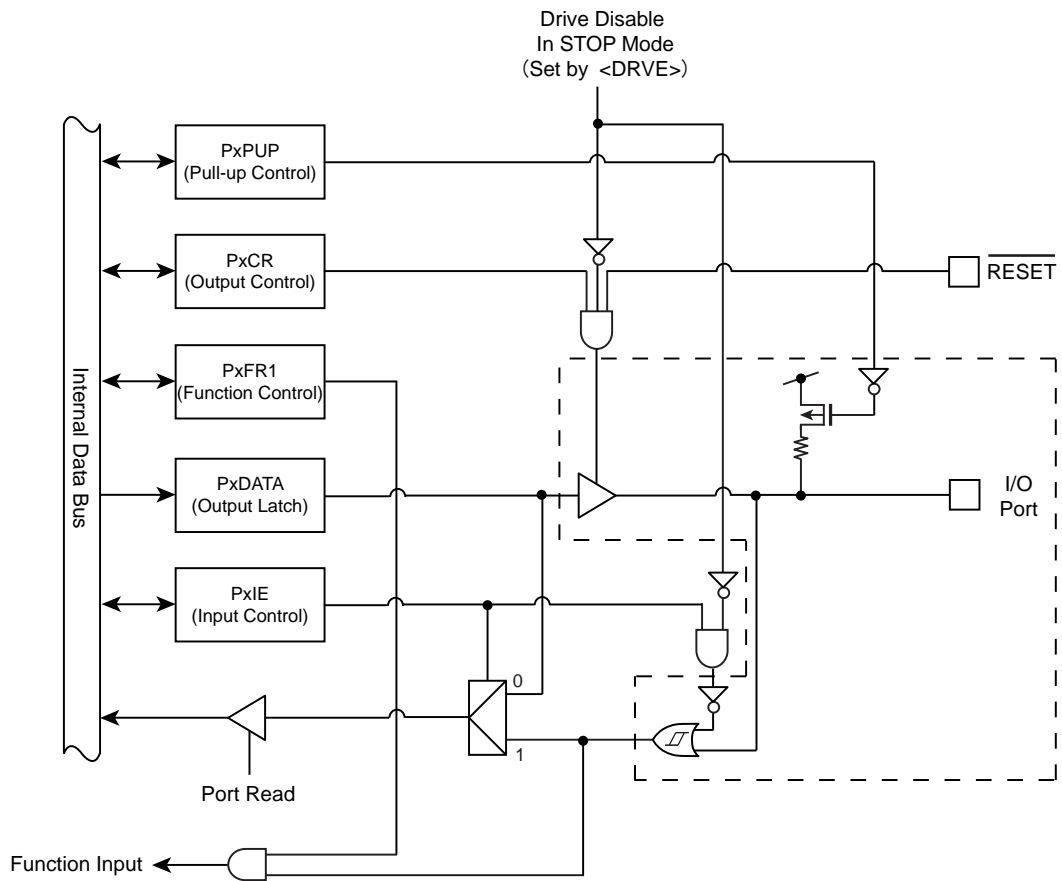 Drive Disable
In STOP Mode
(Set by <DRVE>)
PxPUP
(Pull-up Control)
PxCR
(Output Control)
RESET
PxFR1
(Function Control)
Internal Data Bus
PxDATA
(Output Latch)
I/O
Port
PxIE
(Input Control)
0
1
Port Read
Function Input